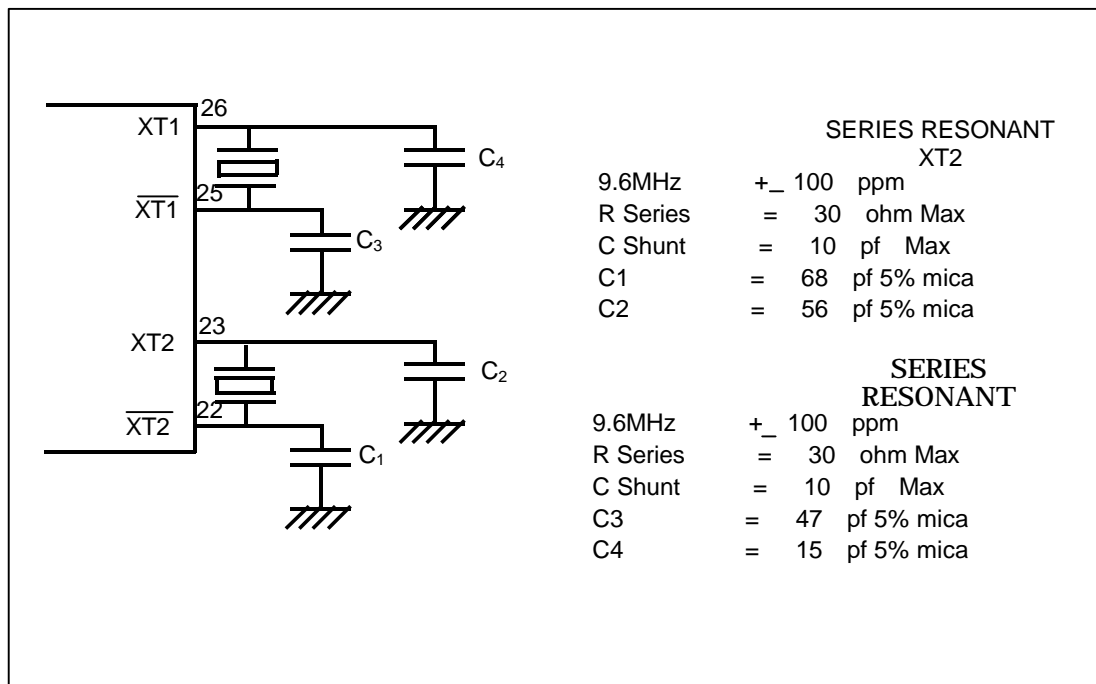 26
XT1
C4
25
XT1
C3
23
XT2
C2
22
XT2
C1
SERIES RESONANT
XT2
9.6MHz +_ 100 ppm
R Series = 30 ohm Max
C Shunt = 10 pf Max
C1 = 68 pf 5% mica
C2 = 56 pf 5% mica
SERIES
RESONANT
9.6MHz +_ 100 ppm
R Series = 30 ohm Max
C Shunt = 10 pf Max
C3 = 47 pf 5% mica
C4 = 15 pf 5% mica